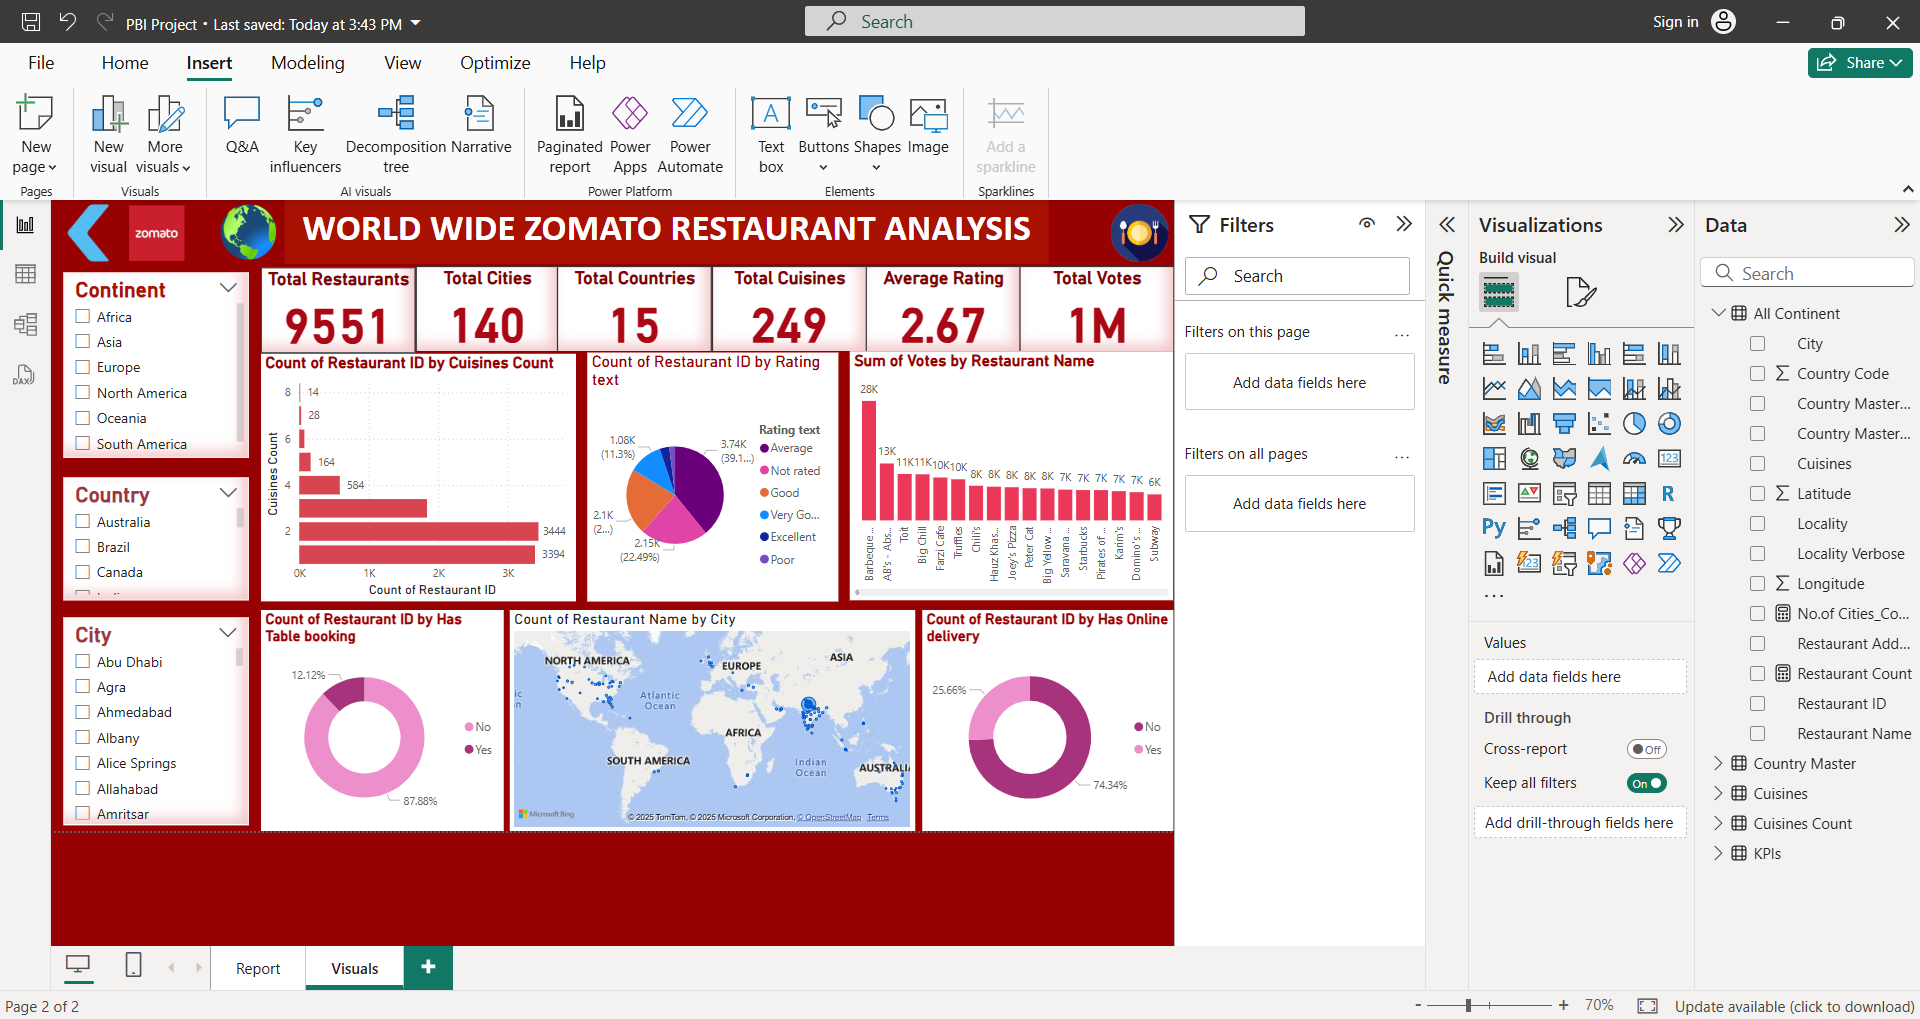 PBI Project • Last saved: Today at 3:43 PM
Search
Sign in
File
Home
Insert
Modeling
View
Optimize
Help
Share
New page
New visual
More visuals
Q&A
Key influencers
Decomposition tree
Narrative
Paginated report
Power Apps
Power Automate
Text box
Buttons
Shapes
Image
Add a sparkline
Pages
Visuals
AI visuals
Power Platform
Elements
Sparklines
DAX
zomato
WORLD WIDE ZOMATO RESTAURANT ANALYSIS
Continent
Africa
Asia
Europe
North America
Oceania
South America
Country
Australia
Brazil
Canada
City
Abu Dhabi
Agra
Ahmedabad
Albany
Alice Springs
Allahabad
Amritsar
Total Restaurants
9551
Total Cities
140
Total Countries
15
Total Cuisines
249
Average Rating
2.67
Total Votes
1M
Count of Restaurant ID by Cuisines Count
Cuisines Count
8
6
4
2
14
28
164
584
3444
3394
0K
1K
2K
3K
Count of Restaurant ID
Count of Restaurant ID by Rating
text
1.08K
(11.3%)
3.74K
(39.1...)
2.1K
(2...)
2.15K
(22.49%)
Rating text
Average
Not rated
Good
Very Go...
Excellent
Poor
Sum of Votes by Restaurant Name
28K
13K
11K
11K
10K
10K
8K
8K
8K
8K
8K
7K
7K
7K
7K
7K
6K
Barbeque...
AB's - Abs...
Toit
Big Chill
Farzi Cafe
Truffles
Chili's
Hauz Khas...
Joey's Pizza
Peter Cat
Big Yellow...
Saravana ...
Starbucks
Pirates of ...
Karim's
Domino's...
Subway
Count of Restaurant ID by Has
Table booking
12.12%
87.88%
No
Yes
Count of Restaurant Name by City
NORTH AMERICA
EUROPE
ASIA
Atlantic
Ocean
AFRICA
SOUTH AMERICA
Indian
Ocean
AUSTRALI
Microsoft Bing
© 2025 TomTom, © 2025 Microsoft Corporation, © OpenStreetMap Terms
Count of Restaurant ID by Has Online
delivery
25.66%
74.34%
No
Yes
Filters
Search
Filters on this page
...
Add data fields here
Filters on all pages
...
Add data fields here
Quick measure
Visualizations
Build visual
123
R
Py
123
...
Values
Add data fields here
Drill through
Cross-report
Off
Keep all filters
On
Add drill-through fields here
Data
Search
All Continent
City
Country Code
Country Master...
Country Master...
Cuisines
Latitude
Locality
Locality Verbose
Longitude
No.of Cities_Co...
Restaurant Add...
Restaurant Count
Restaurant ID
Restaurant Name
Country Master
Cuisines
Cuisines Count
KPIs
Report
Visuals
Page 2 of 2
70%
Update available (click to download)